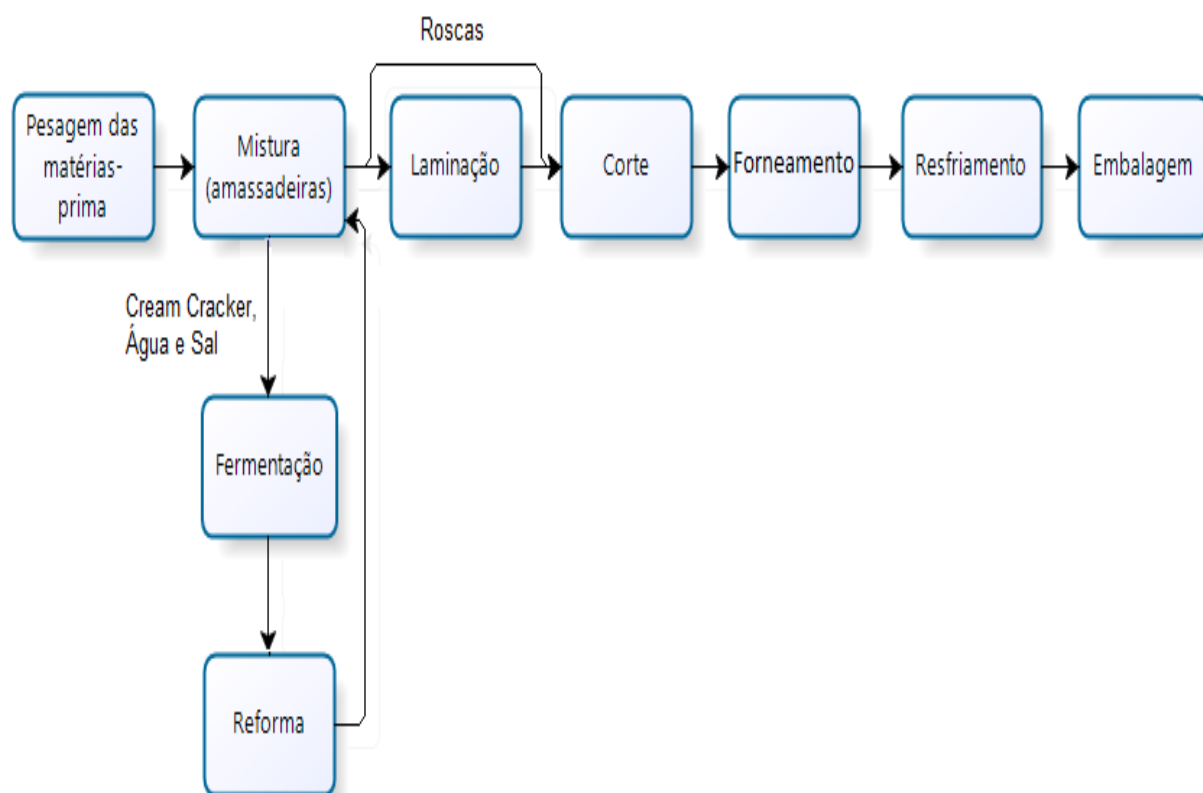 Roscas
Pesagem das
matérias-
prima
Mistura
(amassadeiras)
Laminação
Corte
Forneamento
Resfriamento
Embalagem
Cream Cracker,
Água e Sal
Fermentação
Reforma